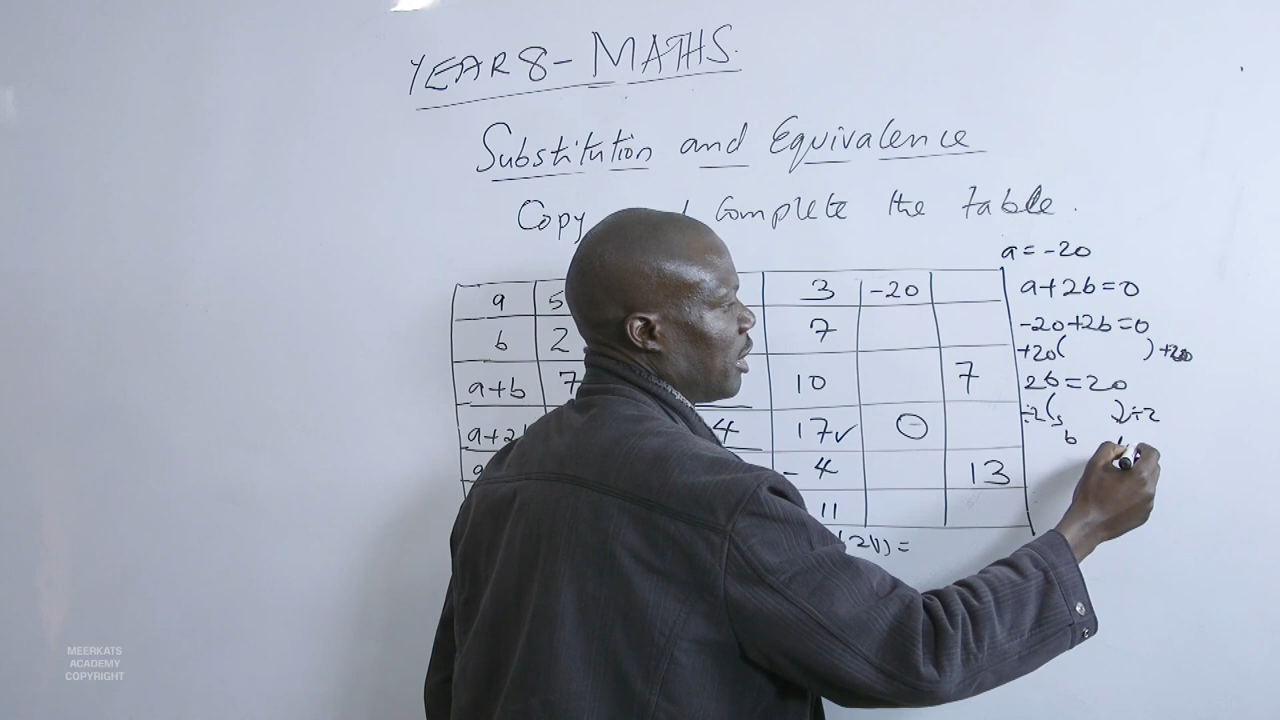 YEAR 8 - MATHS.
Substitution and Equivalence
Copy complete the table.
a = -20
a 5 3 -20
a + 2b = 0
b 2 7
-20 + 2b = 0
+20( ) +20
a+b 7 10 7
2b = 20
÷2( ) ÷2
4 17 0
b
- 4 13
11
MEERKATS
ACADEMY
COPYRIGHT